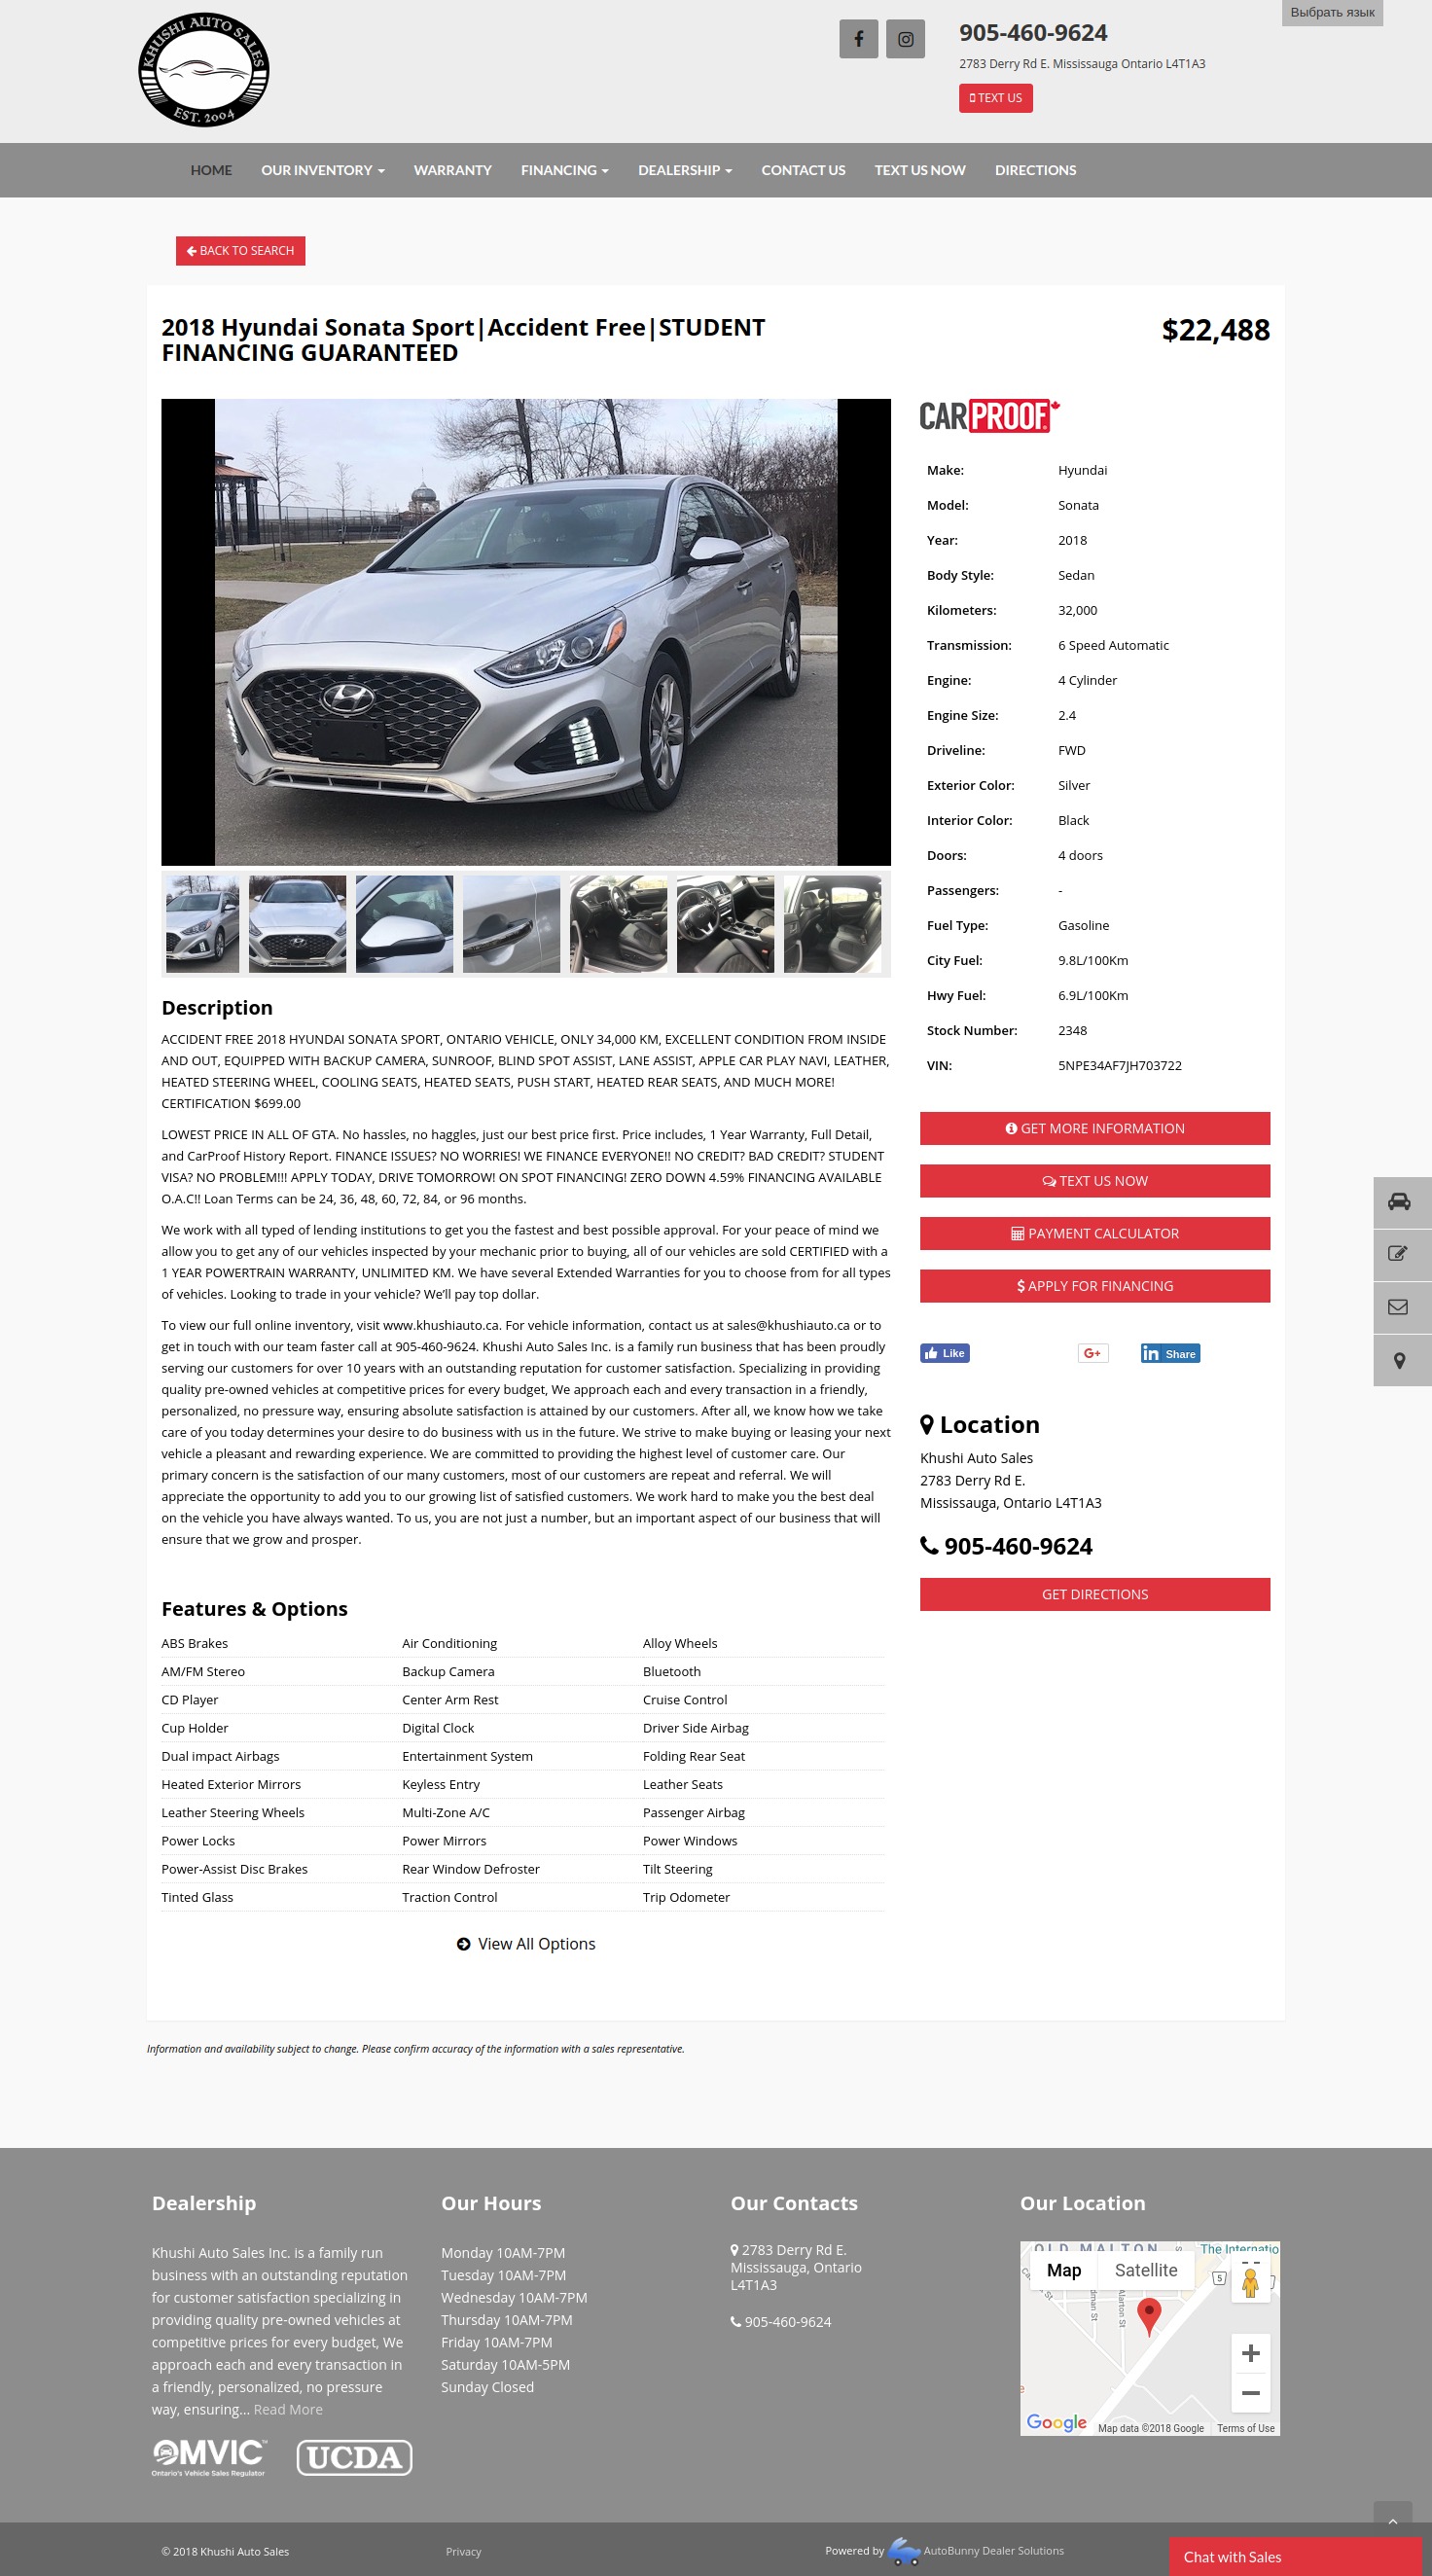 KHUSHI AUTO SALES
EST. 2004
905-460-9624
2783 Derry Rd E. Mississauga Ontario L4T1A3
TEXT US
Выбрать язык
HOME
OUR INVENTORY
WARRANTY
FINANCING
DEALERSHIP
CONTACT US
TEXT US NOW
DIRECTIONS
BACK TO SEARCH
2018 Hyundai Sonata Sport|Accident Free|STUDENT
FINANCING GUARANTEED
$22,488
CARPROOF
Make: Hyundai
Model: Sonata
Year: 2018
Body Style: Sedan
Kilometers: 32,000
Transmission: 6 Speed Automatic
Engine: 4 Cylinder
Engine Size: 2.4
Driveline: FWD
Exterior Color: Silver
Interior Color: Black
Doors: 4 doors
Passengers: -
Fuel Type: Gasoline
City Fuel: 9.8L/100Km
Hwy Fuel: 6.9L/100Km
Stock Number: 2348
VIN: 5NPE34AF7JH703722
GET MORE INFORMATION
TEXT US NOW
PAYMENT CALCULATOR
$ APPLY FOR FINANCING
Like
G+
in Share
Location
Khushi Auto Sales
2783 Derry Rd E.
Mississauga, Ontario L4T1A3
905-460-9624
GET DIRECTIONS
Description
ACCIDENT FREE 2018 HYUNDAI SONATA SPORT, ONTARIO VEHICLE, ONLY 34,000 KM, EXCELLENT CONDITION FROM INSIDE
AND OUT, EQUIPPED WITH BACKUP CAMERA, SUNROOF, BLIND SPOT ASSIST, LANE ASSIST, APPLE CAR PLAY NAVI, LEATHER,
HEATED STEERING WHEEL, COOLING SEATS, HEATED SEATS, PUSH START, HEATED REAR SEATS, AND MUCH MORE!
CERTIFICATION $699.00
LOWEST PRICE IN ALL OF GTA. No hassles, no haggles, just our best price first. Price includes, 1 Year Warranty, Full Detail,
and CarProof History Report. FINANCE ISSUES? NO WORRIES! WE FINANCE EVERYONE!! NO CREDIT? BAD CREDIT? STUDENT
VISA? NO PROBLEM!!! APPLY TODAY, DRIVE TOMORROW! ON SPOT FINANCING! ZERO DOWN 4.59% FINANCING AVAILABLE
O.A.C!! Loan Terms can be 24, 36, 48, 60, 72, 84, or 96 months.
We work with all typed of lending institutions to get you the fastest and best possible approval. For your peace of mind we
allow you to get any of our vehicles inspected by your mechanic prior to buying, all of our vehicles are sold CERTIFIED with a
1 YEAR POWERTRAIN WARRANTY, UNLIMITED KM. We have several Extended Warranties for you to choose from for all types
of vehicles. Looking to trade in your vehicle? We’ll pay top dollar.
To view our full online inventory, visit www.khushiauto.ca. For vehicle information, contact us at sales@khushiauto.ca or to
get in touch with our team faster call at 905-460-9624. Khushi Auto Sales Inc. is a family run business that has been proudly
serving our customers for over 10 years with an outstanding reputation for customer satisfaction. Specializing in providing
quality pre-owned vehicles at competitive prices for every budget, We approach each and every transaction in a friendly,
personalized, no pressure way, ensuring absolute satisfaction is attained by our customers. After all, we know how we take
care of you today determines your desire to do business with us in the future. We strive to make buying or leasing your next
vehicle a pleasant and rewarding experience. We are committed to providing the highest level of customer care. Our
primary concern is the satisfaction of our many customers, most of our customers are repeat and referral. We will
appreciate the opportunity to add you to our growing list of satisfied customers. We work hard to make you the best deal
on the vehicle you have always wanted. To us, you are not just a number, but an important aspect of our business that will
ensure that we grow and prosper.
Features & Options
ABS Brakes Air Conditioning Alloy Wheels
AM/FM Stereo Backup Camera Bluetooth
CD Player Center Arm Rest Cruise Control
Cup Holder Digital Clock Driver Side Airbag
Dual impact Airbags Entertainment System Folding Rear Seat
Heated Exterior Mirrors Keyless Entry Leather Seats
Leather Steering Wheels Multi-Zone A/C Passenger Airbag
Power Locks Power Mirrors Power Windows
Power-Assist Disc Brakes Rear Window Defroster Tilt Steering
Tinted Glass Traction Control Trip Odometer
View All Options
Information and availability subject to change. Please confirm accuracy of the information with a sales representative.
Dealership
Khushi Auto Sales Inc. is a family run
business with an outstanding reputation
for customer satisfaction specializing in
providing quality pre-owned vehicles at
competitive prices for every budget, We
approach each and every transaction in
a friendly, personalized, no pressure
way, ensuring... Read More
OMVIC
Ontario's Vehicle Sales Regulator
UCDA
Our Hours
Monday 10AM-7PM
Tuesday 10AM-7PM
Wednesday 10AM-7PM
Thursday 10AM-7PM
Friday 10AM-7PM
Saturday 10AM-5PM
Sunday Closed
Our Contacts
2783 Derry Rd E.
Mississauga, Ontario
L4T1A3
905-460-9624
Our Location
OLD MALTON
The Internatio
Map
Satellite
5
Google
Map data ©2018 Google
Terms of Use
© 2018 Khushi Auto Sales
Privacy
Powered by AutoBunny Dealer Solutions
Chat with Sales